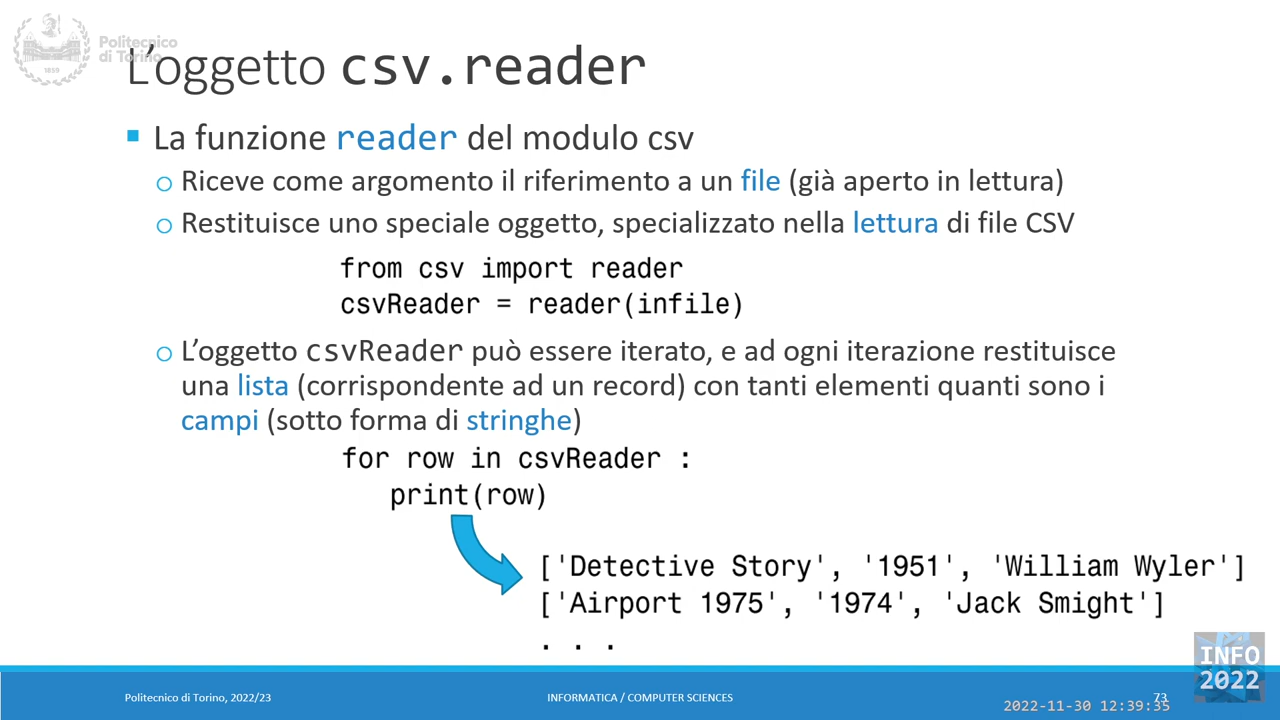 Politecnico
di Torino
1859
L'oggetto csv.reader
▪ La funzione reader del modulo csv
o Riceve come argomento il riferimento a un file (già aperto in lettura)
o Restituisce uno speciale oggetto, specializzato nella lettura di file CSV
from csv import reader
csvReader = reader(infile)
o L'oggetto csvReader può essere iterato, e ad ogni iterazione restituisce
una lista (corrispondente ad un record) con tanti elementi quanti sono i
campi (sotto forma di stringhe)
for row in csvReader :
print(row)
['Detective Story', '1951', 'William Wyler']
['Airport 1975', '1974', 'Jack Smight']
. . .
INFO
2022
Politecnico di Torino, 2022/23
INFORMATICA / COMPUTER SCIENCES
73
2022-11-30 12:39:35